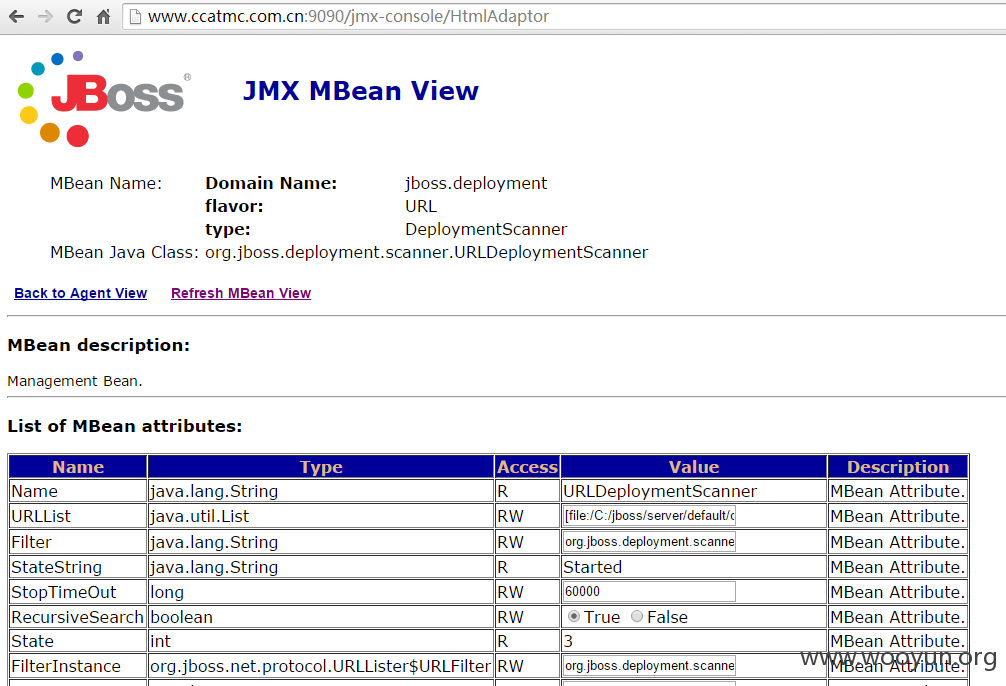 www.ccatmc.com.cn:9090/jmx-console/HtmlAdaptor
JBoss® JMX MBean View
MBean Name: Domain Name: jboss.deployment
flavor: URL
type: DeploymentScanner
MBean Java Class: org.jboss.deployment.scanner.URLDeploymentScanner
Back to Agent View Refresh MBean View
MBean description:
Management Bean.
List of MBean attributes:
Name Type Access Value Description
Name java.lang.String R URLDeploymentScanner MBean Attribute.
URLList java.util.List RW [file:/C:/jboss/server/default/d MBean Attribute.
Filter java.lang.String RW org.jboss.deployment.scanne MBean Attribute.
StateString java.lang.String R Started MBean Attribute.
StopTimeOut long RW 60000 MBean Attribute.
RecursiveSearch boolean RW True False MBean Attribute.
State int R 3 MBean Attribute.
FilterInstance org.jboss.net.protocol.URLLister$URLFilter RW org.jboss.deployment.scanne MBean Attribute.
www.wooyun.org